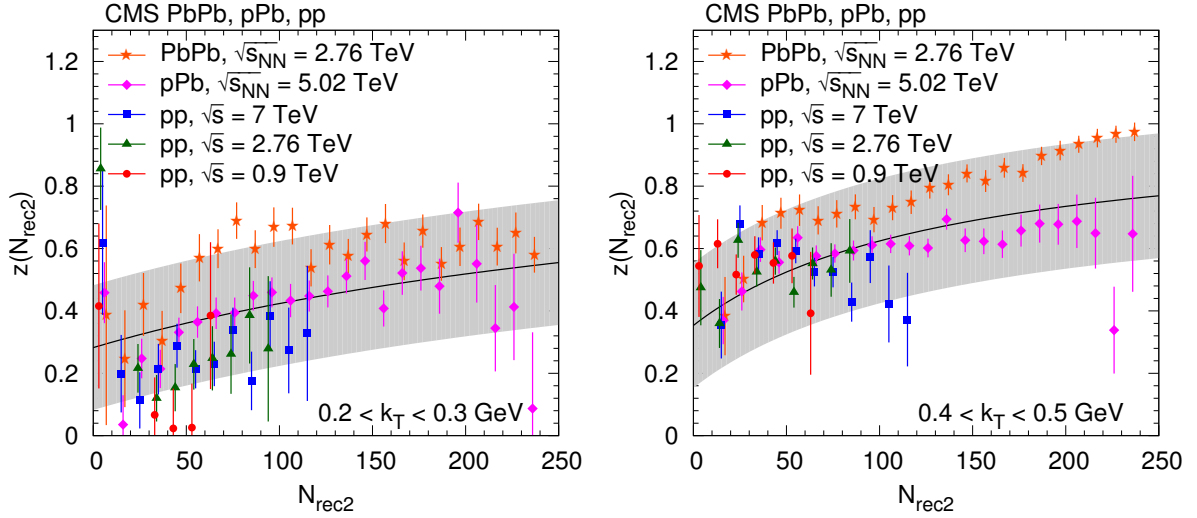 CMS PbPb, pPb, pp
PbPb, √sNN = 2.76 TeV
pPb, √sNN = 5.02 TeV
pp, √s = 7 TeV
pp, √s = 2.76 TeV
pp, √s = 0.9 TeV
0.2 < kT < 0.3 GeV
z(Nrec2)
0
0.2
0.4
0.6
0.8
1
1.2
0 50 100 150 200 250
Nrec2
CMS PbPb, pPb, pp
PbPb, √sNN = 2.76 TeV
pPb, √sNN = 5.02 TeV
pp, √s = 7 TeV
pp, √s = 2.76 TeV
pp, √s = 0.9 TeV
0.4 < kT < 0.5 GeV
z(Nrec2)
0
0.2
0.4
0.6
0.8
1
1.2
0 50 100 150 200 250
Nrec2